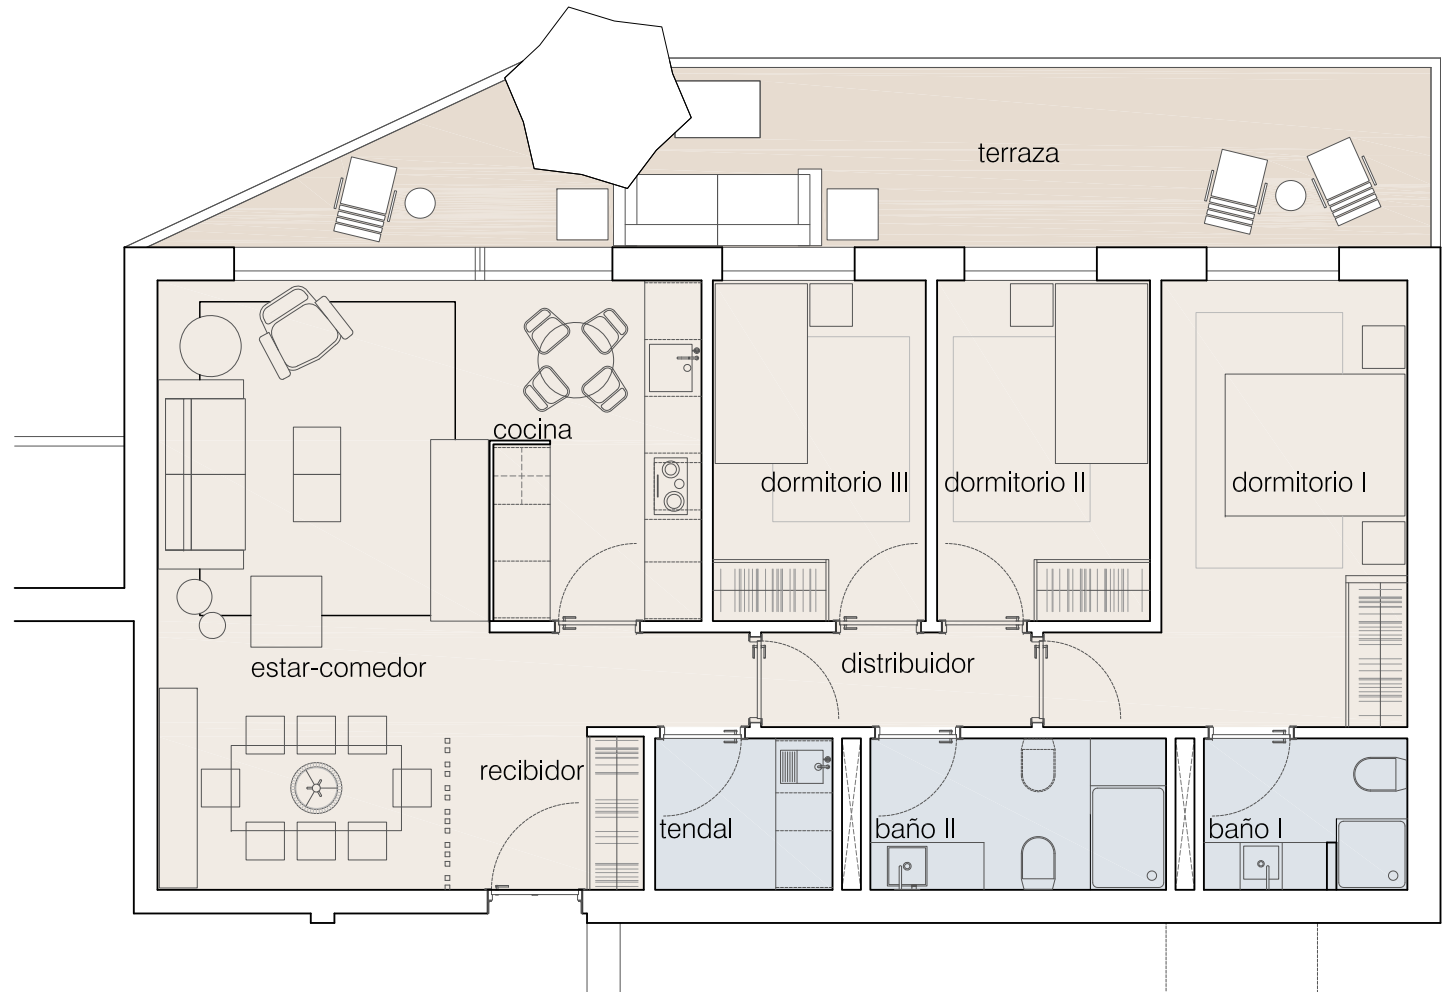 terraza
cocina
dormitorio III
dormitorio II
dormitorio I
estar-comedor
distribuidor
recibidor
tendal
baño II
baño I